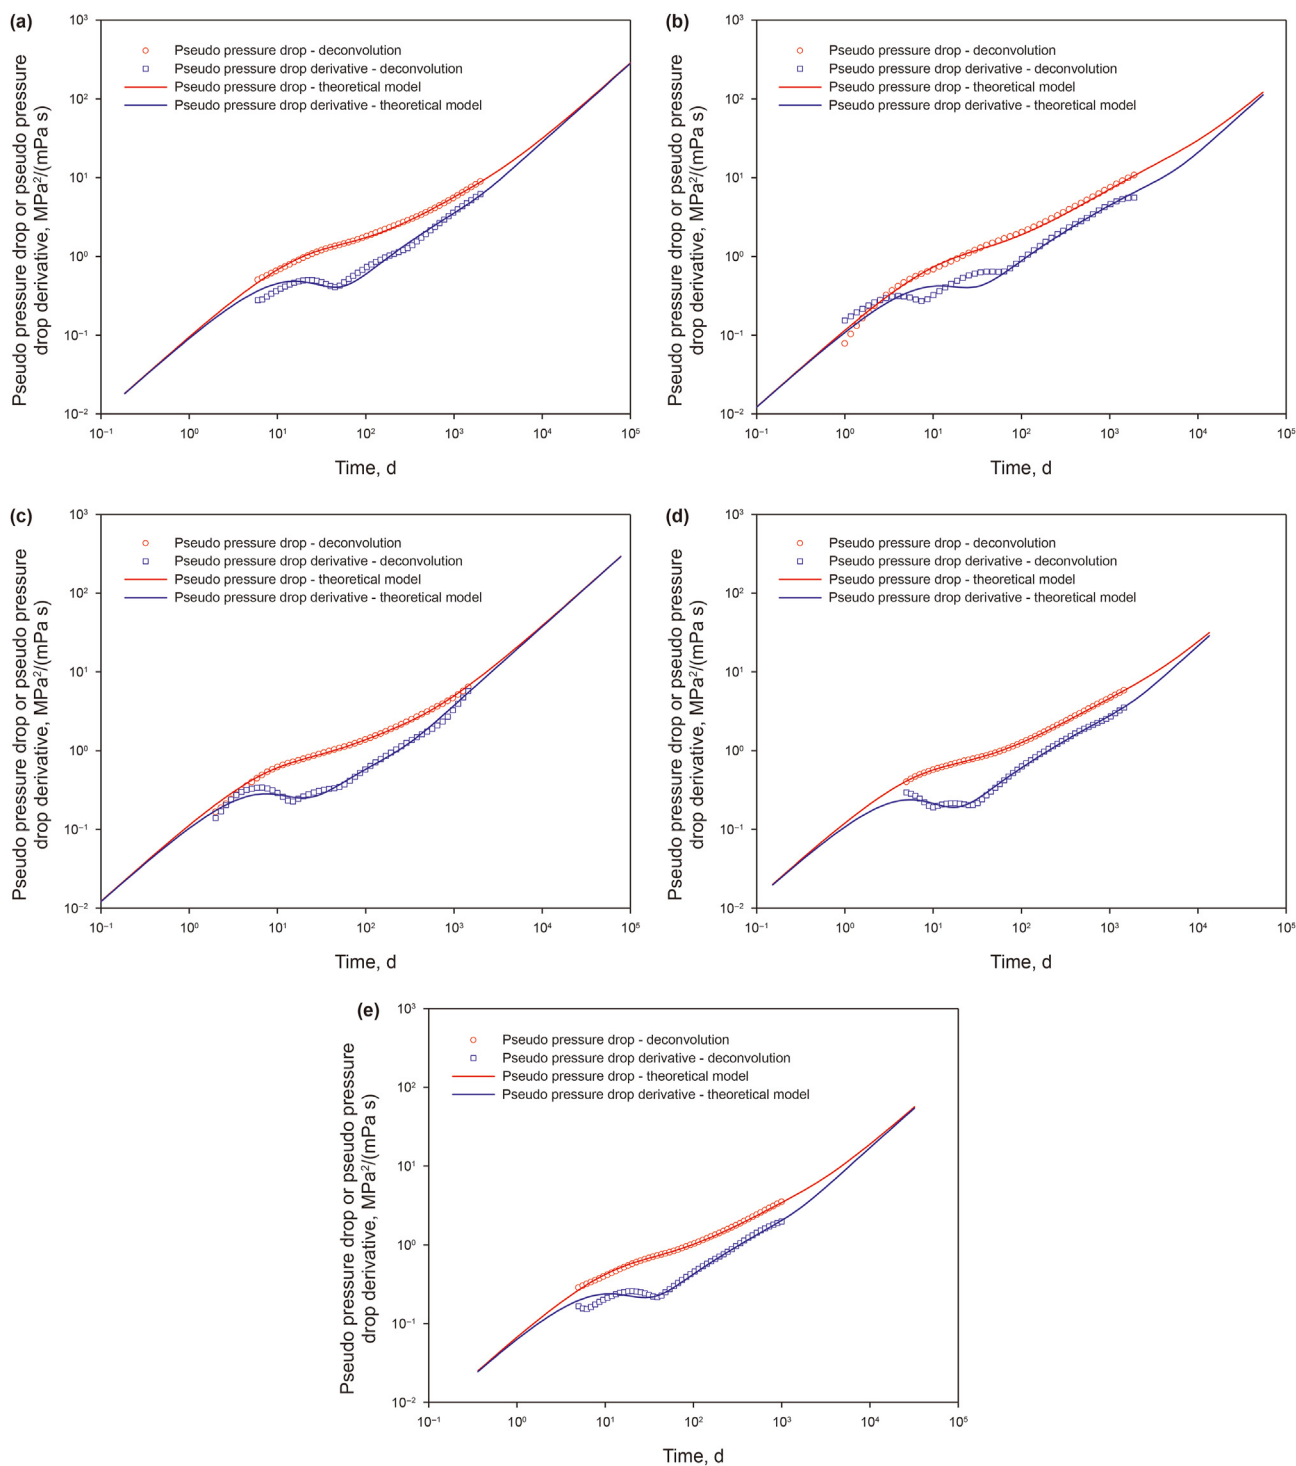 (a)
Pseudo pressure drop or pseudo pressure
drop derivative, MPa²/(mPa s)
10³
10²
10¹
10⁰
10⁻¹
10⁻²
Pseudo pressure drop - deconvolution
Pseudo pressure drop derivative - deconvolution
Pseudo pressure drop - theoretical model
Pseudo pressure drop derivative - theoretical model
10⁻¹ 10⁰ 10¹ 10² 10³ 10⁴ 10⁵
Time, d
(b)
Pseudo pressure drop or pseudo pressure
drop derivative, MPa²/(mPa s)
10³
10²
10¹
10⁰
10⁻¹
10⁻²
Pseudo pressure drop - deconvolution
Pseudo pressure drop derivative - deconvolution
Pseudo pressure drop - theoretical model
Pseudo pressure drop derivative - theoretical model
10⁻¹ 10⁰ 10¹ 10² 10³ 10⁴ 10⁵
Time, d
(c)
Pseudo pressure drop or pseudo pressure
drop derivative, MPa²/(mPa s)
10³
10²
10¹
10⁰
10⁻¹
10⁻²
Pseudo pressure drop - deconvolution
Pseudo pressure drop derivative - deconvolution
Pseudo pressure drop - theoretical model
Pseudo pressure drop derivative - theoretical model
10⁻¹ 10⁰ 10¹ 10² 10³ 10⁴ 10⁵
Time, d
(d)
Pseudo pressure drop or pseudo pressure
drop derivative, MPa²/(mPa s)
10³
10²
10¹
10⁰
10⁻¹
10⁻²
Pseudo pressure drop - deconvolution
Pseudo pressure drop derivative - deconvolution
Pseudo pressure drop - theoretical model
Pseudo pressure drop derivative - theoretical model
10⁻¹ 10⁰ 10¹ 10² 10³ 10⁴ 10⁵
Time, d
(e)
Pseudo pressure drop or pseudo pressure
drop derivative, MPa²/(mPa s)
10³
10²
10¹
10⁰
10⁻¹
10⁻²
Pseudo pressure drop - deconvolution
Pseudo pressure drop derivative - deconvolution
Pseudo pressure drop - theoretical model
Pseudo pressure drop derivative - theoretical model
10⁻¹ 10⁰ 10¹ 10² 10³ 10⁴ 10⁵
Time, d